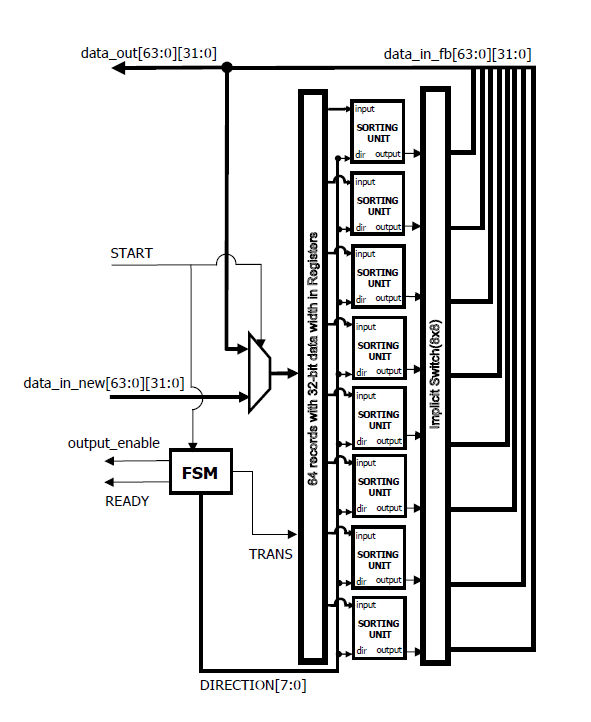 data_out[63:0][31:0]
data_in_fb[63:0][31:0]
input
SORTING
UNIT
dir output
input
SORTING
UNIT
dir output
START
input
SORTING
UNIT
dir output
64 records with 32-bit data width in Registers
Implicit Switch(8x8)
input
SORTING
UNIT
dir output
data_in_new[63:0][31:0]
input
SORTING
UNIT
dir output
output_enable
FSM
READY
input
SORTING
UNIT
dir output
TRANS
input
SORTING
UNIT
dir output
input
SORTING
UNIT
dir output
DIRECTION[7:0]